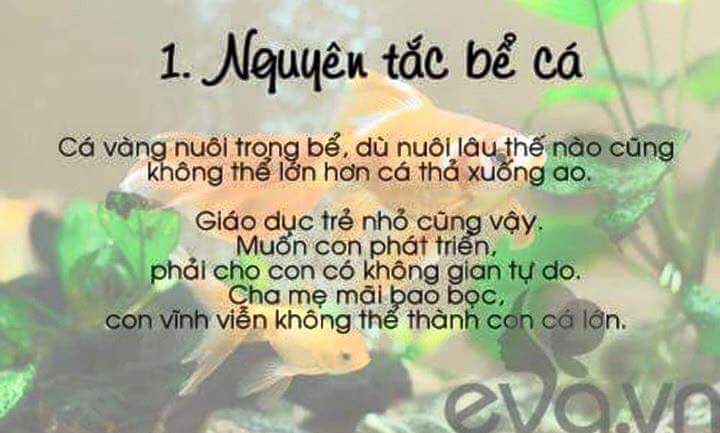 1. Nguyên tắc bể cá
Cá vàng nuôi trong bể, dù nuôi lâu thế nào cũng
không thể lớn hơn cá thả xuống ao.
Giáo dục trẻ nhỏ cũng vậy.
Muốn con phát triển,
phải cho con có không gian tự do.
Cha mẹ mãi bao bọc,
con vĩnh viễn không thể thành con cá lớn.
eva.vn